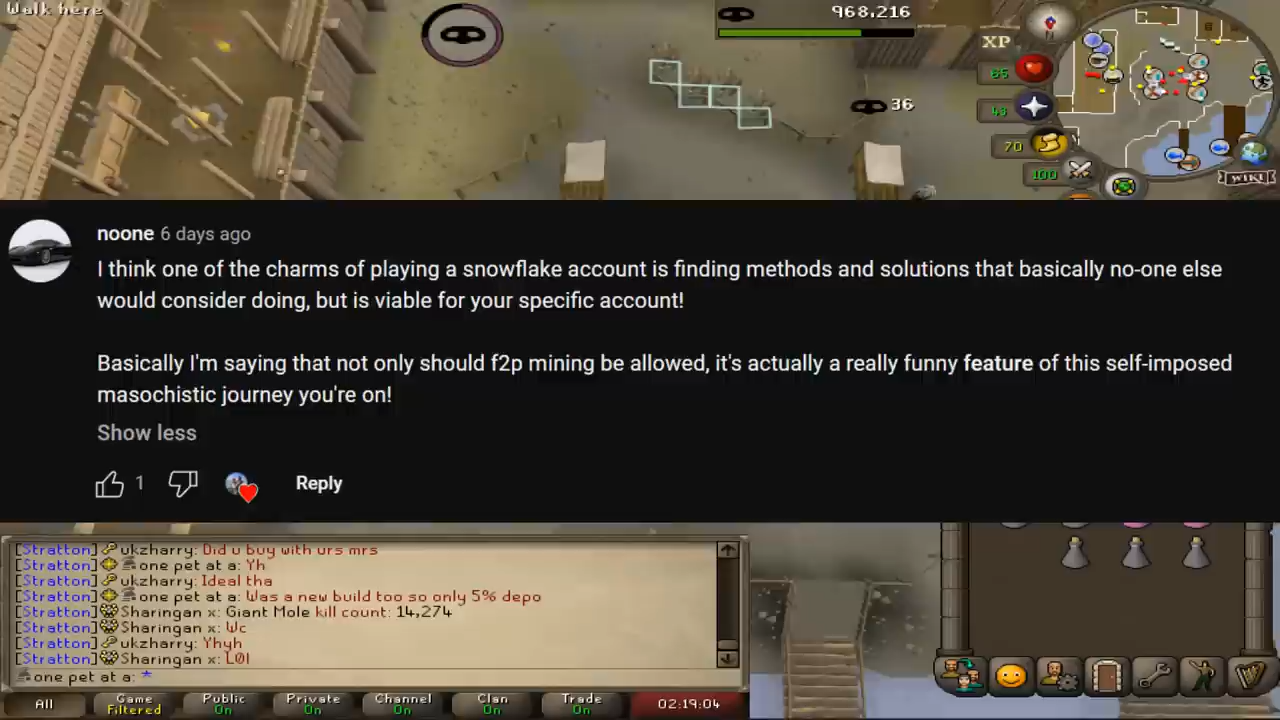 Walk here
968,216
XP
36
65
43
70
100
WIKI
noone 6 days ago
I think one of the charms of playing a snowflake account is finding methods and solutions that basically no-one else
would consider doing, but is viable for your specific account!
Basically I'm saying that not only should f2p mining be allowed, it's actually a really funny feature of this self-imposed
masochistic journey you're on!
Show less
1
Reply
[Stratton] ukzharry: Did u buy with urs mrs
[Stratton] one pet at a: Yh
[Stratton] ukzharry: Ideal tha
[Stratton] one pet at a: Was a new build too so only 5% depo
[Stratton] Sharingan x: Giant Mole kill count: 14,274
[Stratton] Sharingan x: Wc
[Stratton] ukzharry: Yhyh
[Stratton] Sharingan x: L0l
one pet at a: *
All
Game Filtered
Public On
Private On
Channel On
Clan On
Trade On
02:19:04